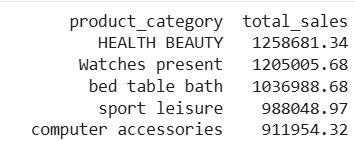 product_category total_sales
HEALTH BEAUTY 1258681.34
Watches present 1205005.68
bed table bath 1036988.68
sport leisure 988048.97
computer accessories 911954.32